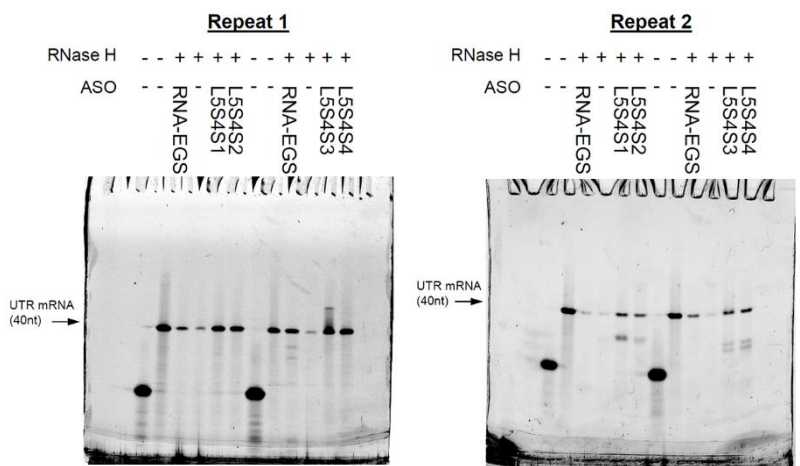 Repeat 1
RNase H - - + + + + - - + + + +
ASO - - RNA-EGS - L5S4S1 L5S4S2 - - RNA-EGS - L5S4S3 L5S4S4
UTR mRNA
(40nt)
Repeat 2
RNase H - - + + + + - - + + + +
ASO - - RNA-EGS - L5S4S1 L5S4S2 - - RNA-EGS - L5S4S3 L5S4S4
UTR mRNA
(40nt)